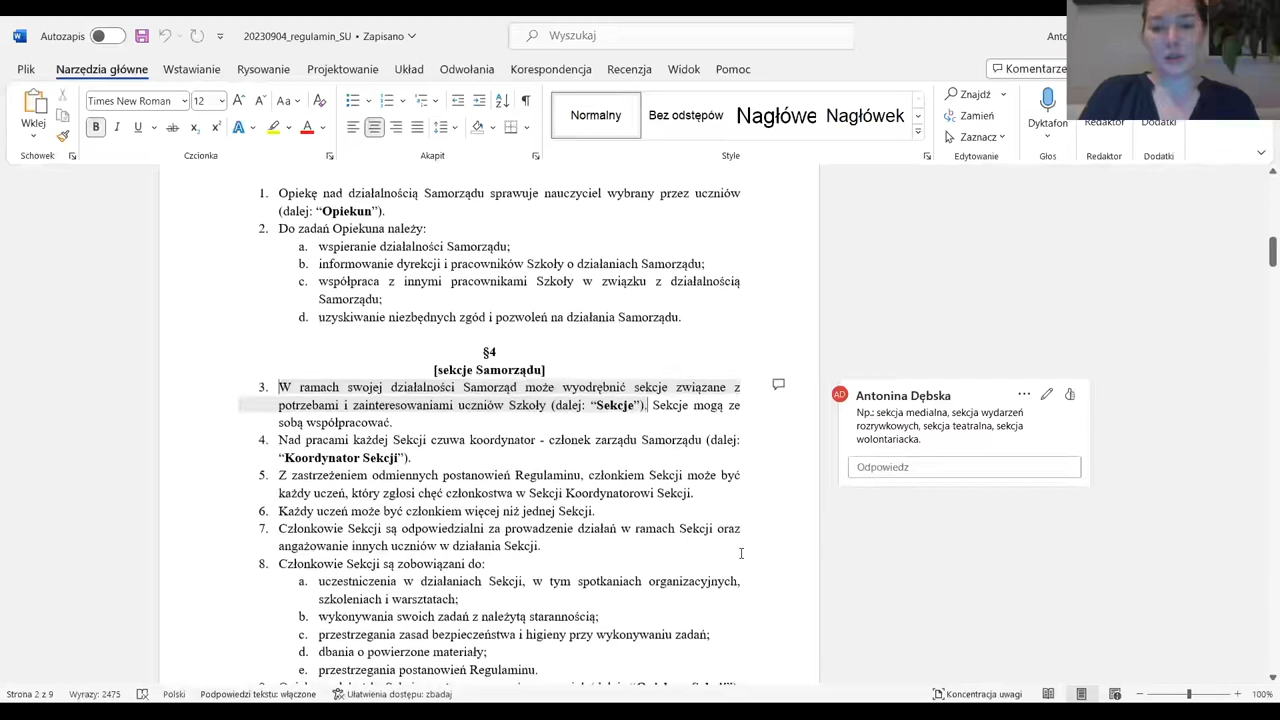 Autozapis
20230904_regulamin_SU • Zapisano
Wyszukaj
Plik Narzędzia główne Wstawianie Rysowanie Projektowanie Układ Odwołania Korespondencja Recenzja Widok Pomoc
Komentarze
Wklej
Times New Roman 12
Normalny Bez odstępów Nagłówe Nagłówek
Znajdź
Zamień
Zaznacz
Dyktafon
Redaktor
Dodatki
Schowek Czcionka Akapit Style Edytowanie Głos Redaktor Dodatki
1. Opiekę nad działalnością Samorządu sprawuje nauczyciel wybrany przez uczniów
(dalej: “Opiekun”).
2. Do zadań Opiekuna należy:
a. wspieranie działalności Samorządu;
b. informowanie dyrekcji i pracowników Szkoły o działaniach Samorządu;
c. współpraca z innymi pracownikami Szkoły w związku z działalnością
Samorządu;
d. uzyskiwanie niezbędnych zgód i pozwoleń na działania Samorządu.
§4
[sekcje Samorządu]
3. W ramach swojej działalności Samorząd może wyodrębnić sekcje związane z
potrzebami i zainteresowaniami uczniów Szkoły (dalej: “Sekcje”). Sekcje mogą ze
sobą współpracować.
4. Nad pracami każdej Sekcji czuwa koordynator - członek zarządu Samorządu (dalej:
“Koordynator Sekcji”).
5. Z zastrzeżeniem odmiennych postanowień Regulaminu, członkiem Sekcji może być
każdy uczeń, który zgłosi chęć członkostwa w Sekcji Koordynatorowi Sekcji.
6. Każdy uczeń może być członkiem więcej niż jednej Sekcji.
7. Członkowie Sekcji są odpowiedzialni za prowadzenie działań w ramach Sekcji oraz
angażowanie innych uczniów w działania Sekcji.
8. Członkowie Sekcji są zobowiązani do:
a. uczestniczenia w działaniach Sekcji, w tym spotkaniach organizacyjnych,
szkoleniach i warsztatach;
b. wykonywania swoich zadań z należytą starannością;
c. przestrzegania zasad bezpieczeństwa i higieny przy wykonywaniu zadań;
d. dbania o powierzone materiały;
e. przestrzegania postanowień Regulaminu.
AD Antonina Dębska
Np.: sekcja medialna, sekcja wydarzeń
rozrywkowych, sekcja teatralna, sekcja
wolontariacka.
Odpowiedz
Strona 2 z 9 Wyrazy: 2475 Polski Podpowiedzi tekstu: włączone Ułatwienia dostępu: zbadaj Koncentracja uwagi 100%